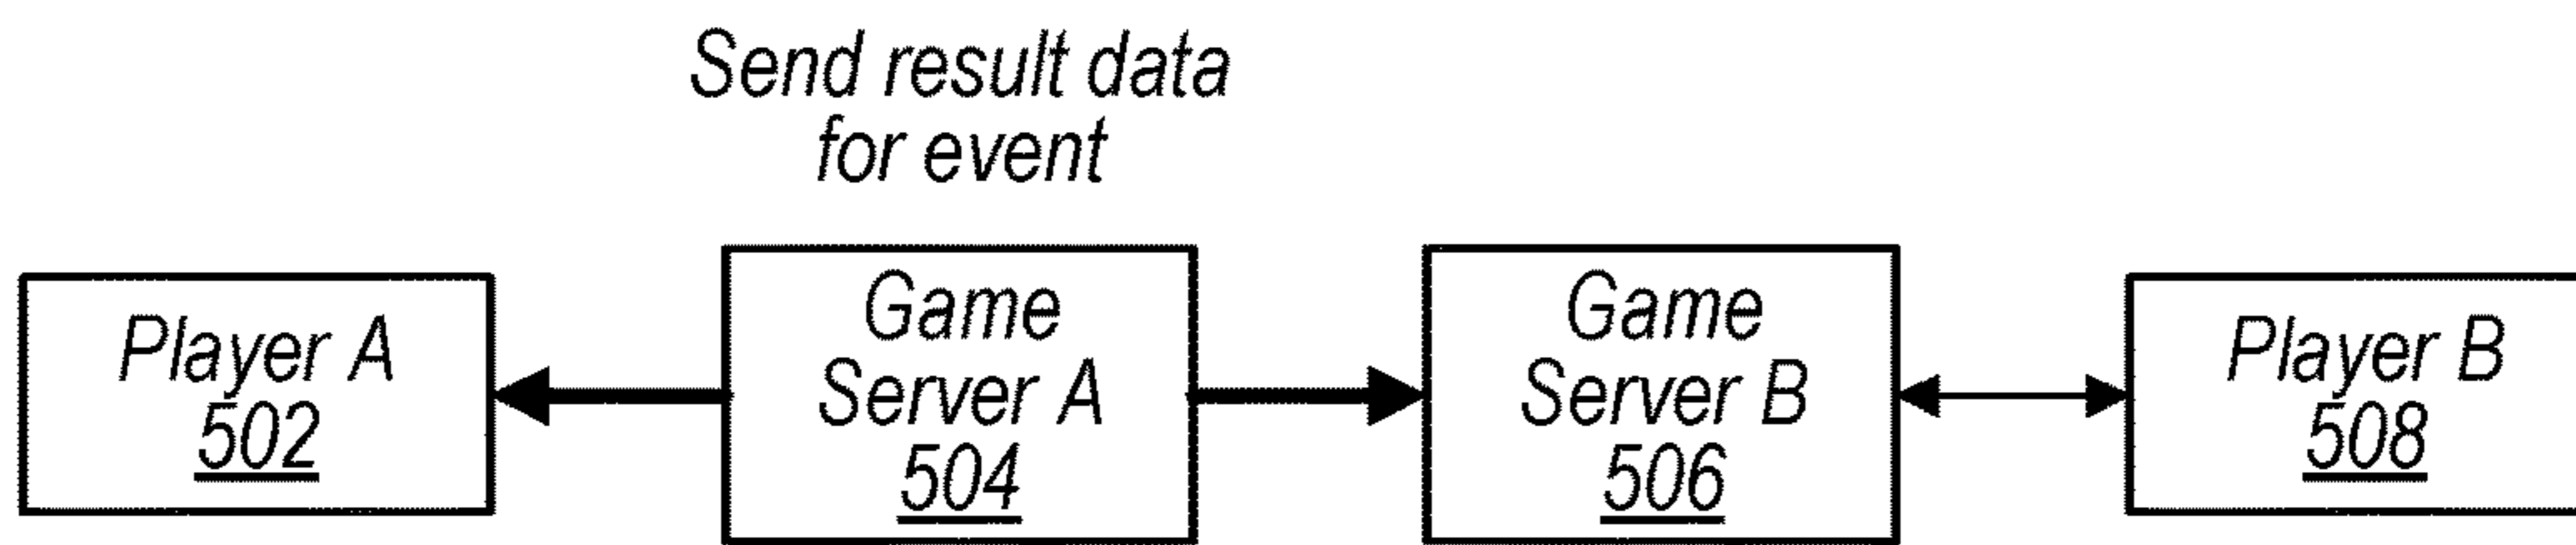 Send result data
for event
Player A
502
Game
Server A
504
Game
Server B
506
Player B
508